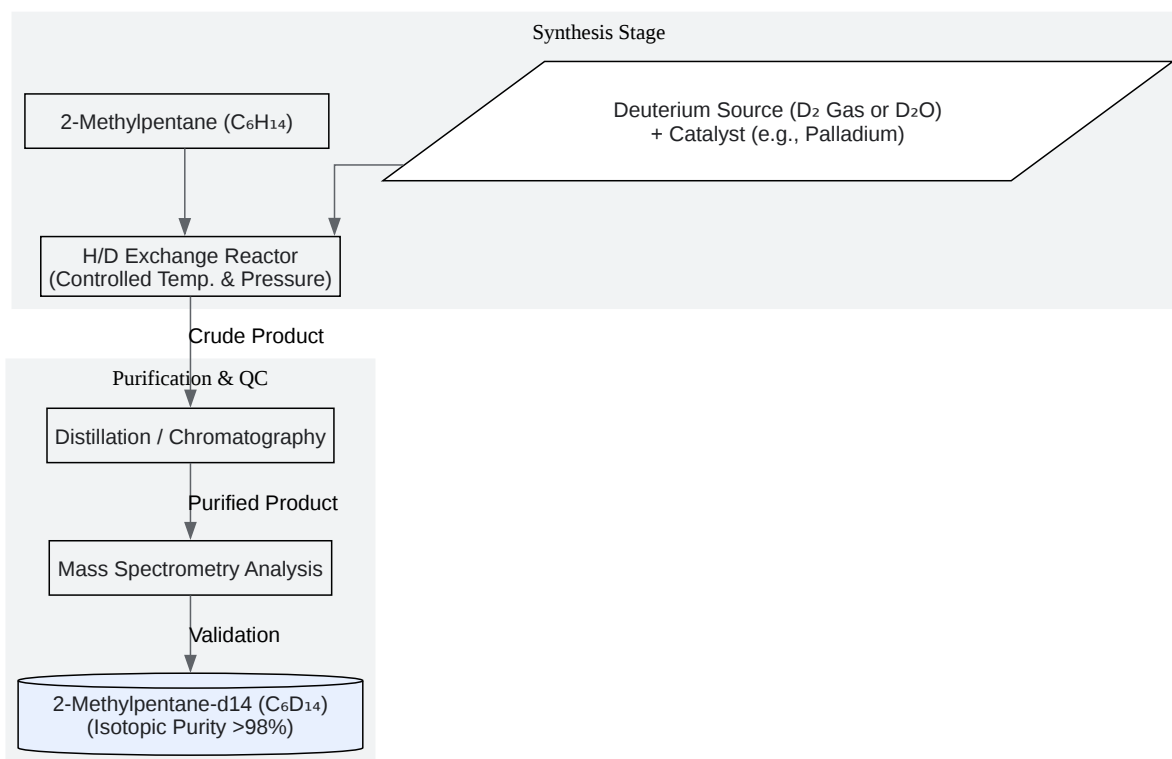 Synthesis Stage
2-Methylpentane (C₆H₁₄)
Deuterium Source (D₂ Gas or D₂O)
+ Catalyst (e.g., Palladium)
H/D Exchange Reactor
(Controlled Temp. & Pressure)
Crude Product
Purification & QC
Distillation / Chromatography
Purified Product
Mass Spectrometry Analysis
Validation
2-Methylpentane-d14 (C₆D₁₄)
(Isotopic Purity >98%)